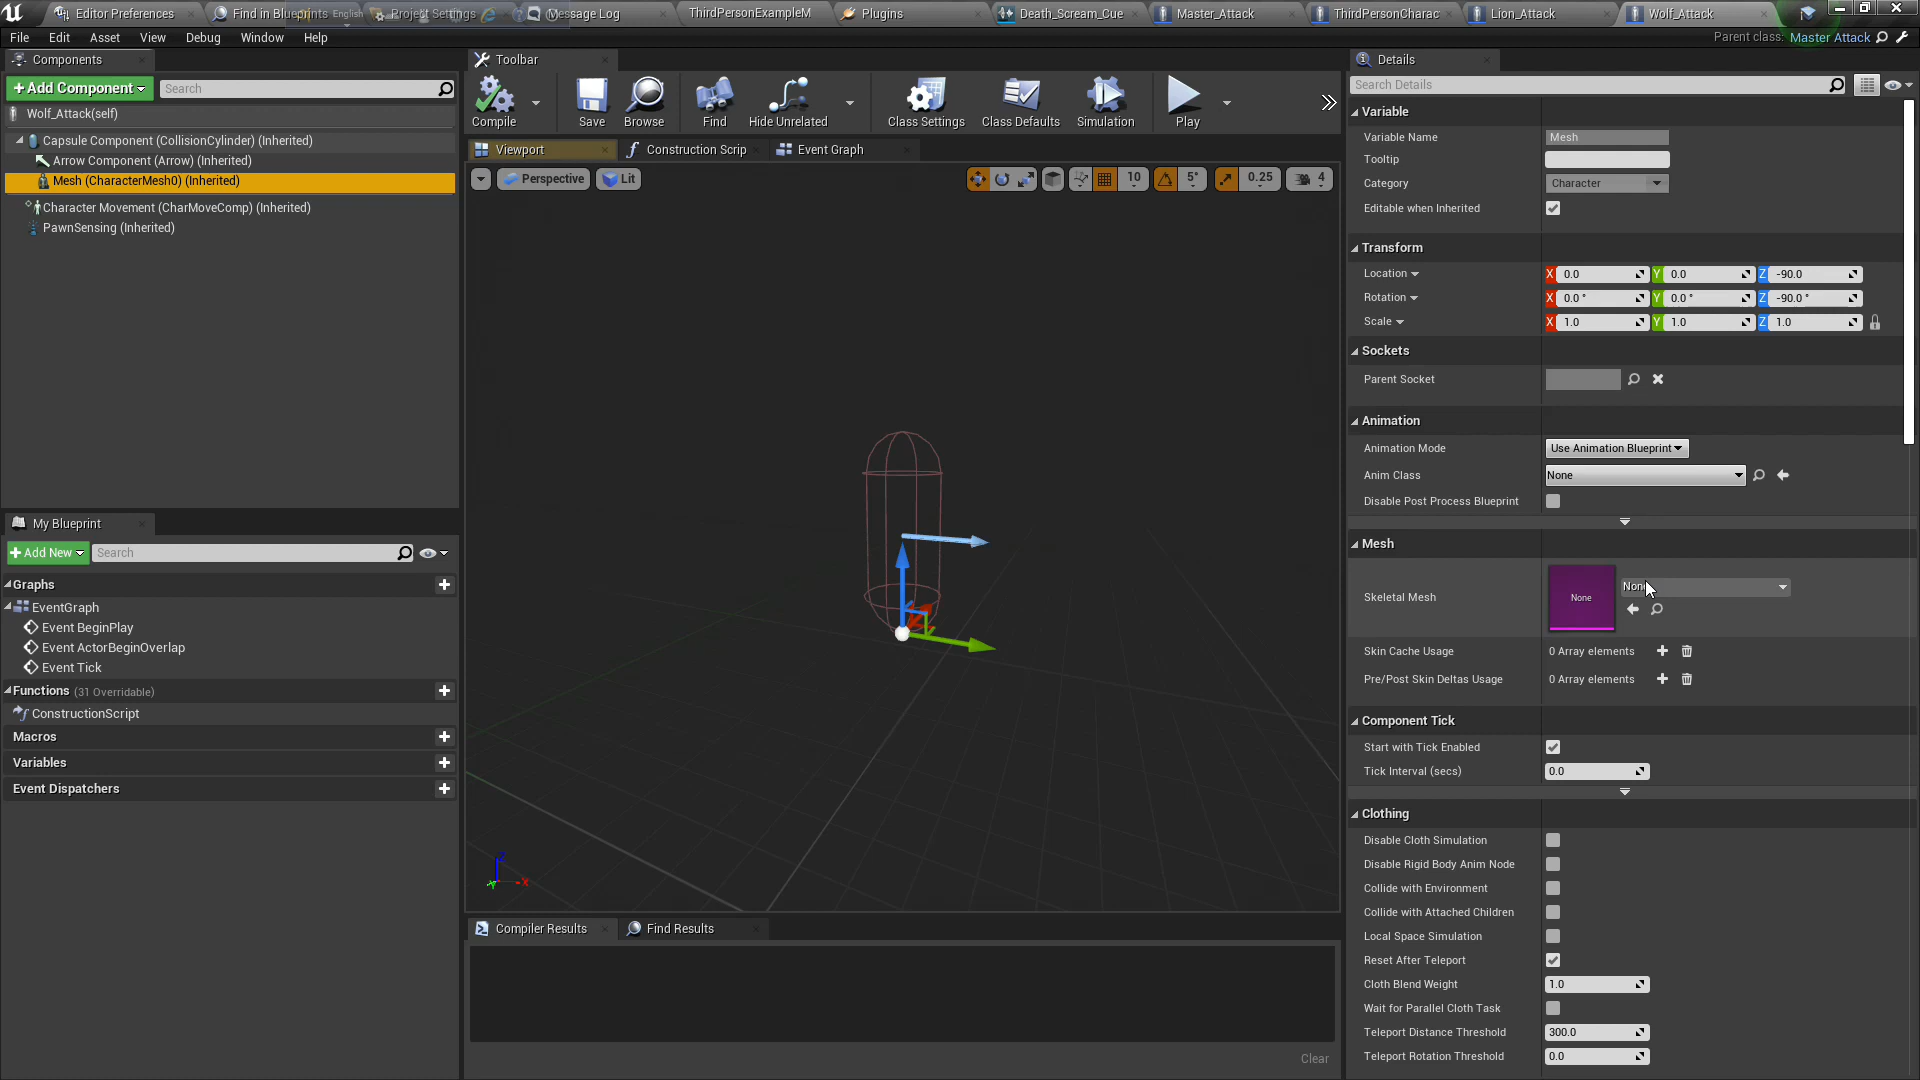 Editor Preferences
Find in Blueprints
English
Project Settings
Message Log
ThirdPersonExampleM
Plugins
Death_Scream_Cue
Master_Attack
ThirdPersonCharac
Lion_Attack
Wolf_Attack
File Edit Asset View Debug Window Help
Parent class: Master Attack
Components
Toolbar
Details
+ Add Component
Search
Compile
Save
Browse
Find
Hide Unrelated
Class Settings
Class Defaults
Simulation
Play
Search Details
Wolf_Attack(self)
Capsule Component (CollisionCylinder) (Inherited)
Arrow Component (Arrow) (Inherited)
Mesh (CharacterMesh0) (Inherited)
Character Movement (CharMoveComp) (Inherited)
PawnSensing (Inherited)
Viewport
Construction Scrip
Event Graph
Perspective
Lit
10
5°
0.25
4
Variable
Variable Name Mesh
Tooltip
Category Character
Editable when Inherited
Transform
Location X 0.0 Y 0.0 Z -90.0
Rotation X 0.0 ° Y 0.0 ° Z -90.0 °
Scale X 1.0 Y 1.0 Z 1.0
Sockets
Parent Socket
Animation
Animation Mode Use Animation Blueprint
Anim Class None
Disable Post Process Blueprint
Mesh
Skeletal Mesh None None
Skin Cache Usage 0 Array elements
Pre/Post Skin Deltas Usage 0 Array elements
Component Tick
Start with Tick Enabled
Tick Interval (secs) 0.0
Clothing
Disable Cloth Simulation
Disable Rigid Body Anim Node
Collide with Environment
Collide with Attached Children
Local Space Simulation
Reset After Teleport
Cloth Blend Weight 1.0
Wait for Parallel Cloth Task
Teleport Distance Threshold 300.0
Teleport Rotation Threshold 0.0
My Blueprint
+ Add New
Search
Graphs
EventGraph
Event BeginPlay
Event ActorBeginOverlap
Event Tick
Functions (31 Overridable)
ConstructionScript
Macros
Variables
Event Dispatchers
Z
Y
X
Compiler Results
Find Results
Clear